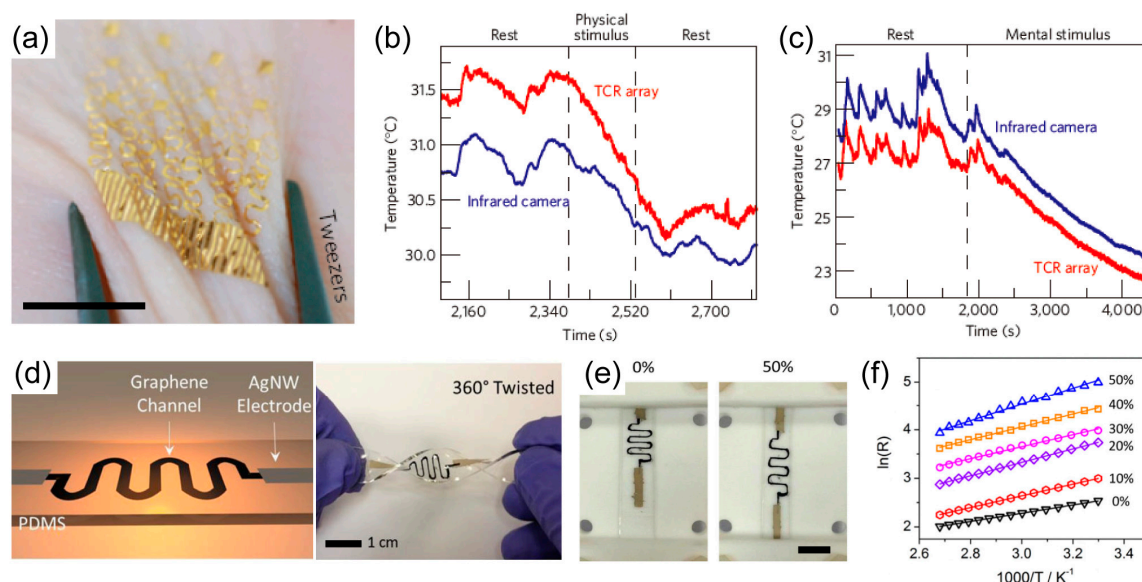 (a)
Tweezers
(b)
Rest
Physical
stimulus
Rest
TCR array
Infrared camera
Temperature (°C)
31.5
31.0
30.5
30.0
2,160
2,340
2,520
2,700
Time (s)
(c)
Rest
Mental stimulus
Infrared camera
TCR array
Temperature (°C)
31
29
27
25
23
0
1,000
2,000
3,000
4,000
Time (s)
(d)
Graphene
Channel
AgNW
Electrode
PDMS
360° Twisted
1 cm
(e)
0%
50%
(f)
ln(R)
5
4
3
2
50%
40%
30%
20%
10%
0%
2.6
2.8
3.0
3.2
3.4
1000/T / K⁻¹